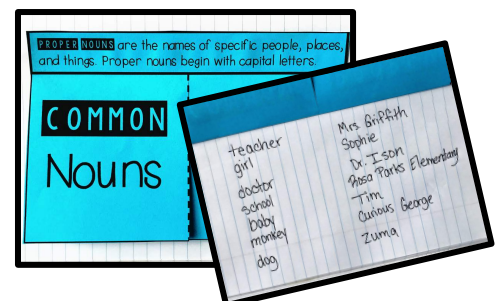 PROPER NOUNS are the names of specific people, places,
and things. Proper nouns begin with capital letters.
COMMON
Nouns
teacher
girl
doctor
school
baby
monkey
dog
Mrs. Griffith
Sophie
Dr. Ison
Rosa Parks Elementary
Tim
Curious George
Zuma